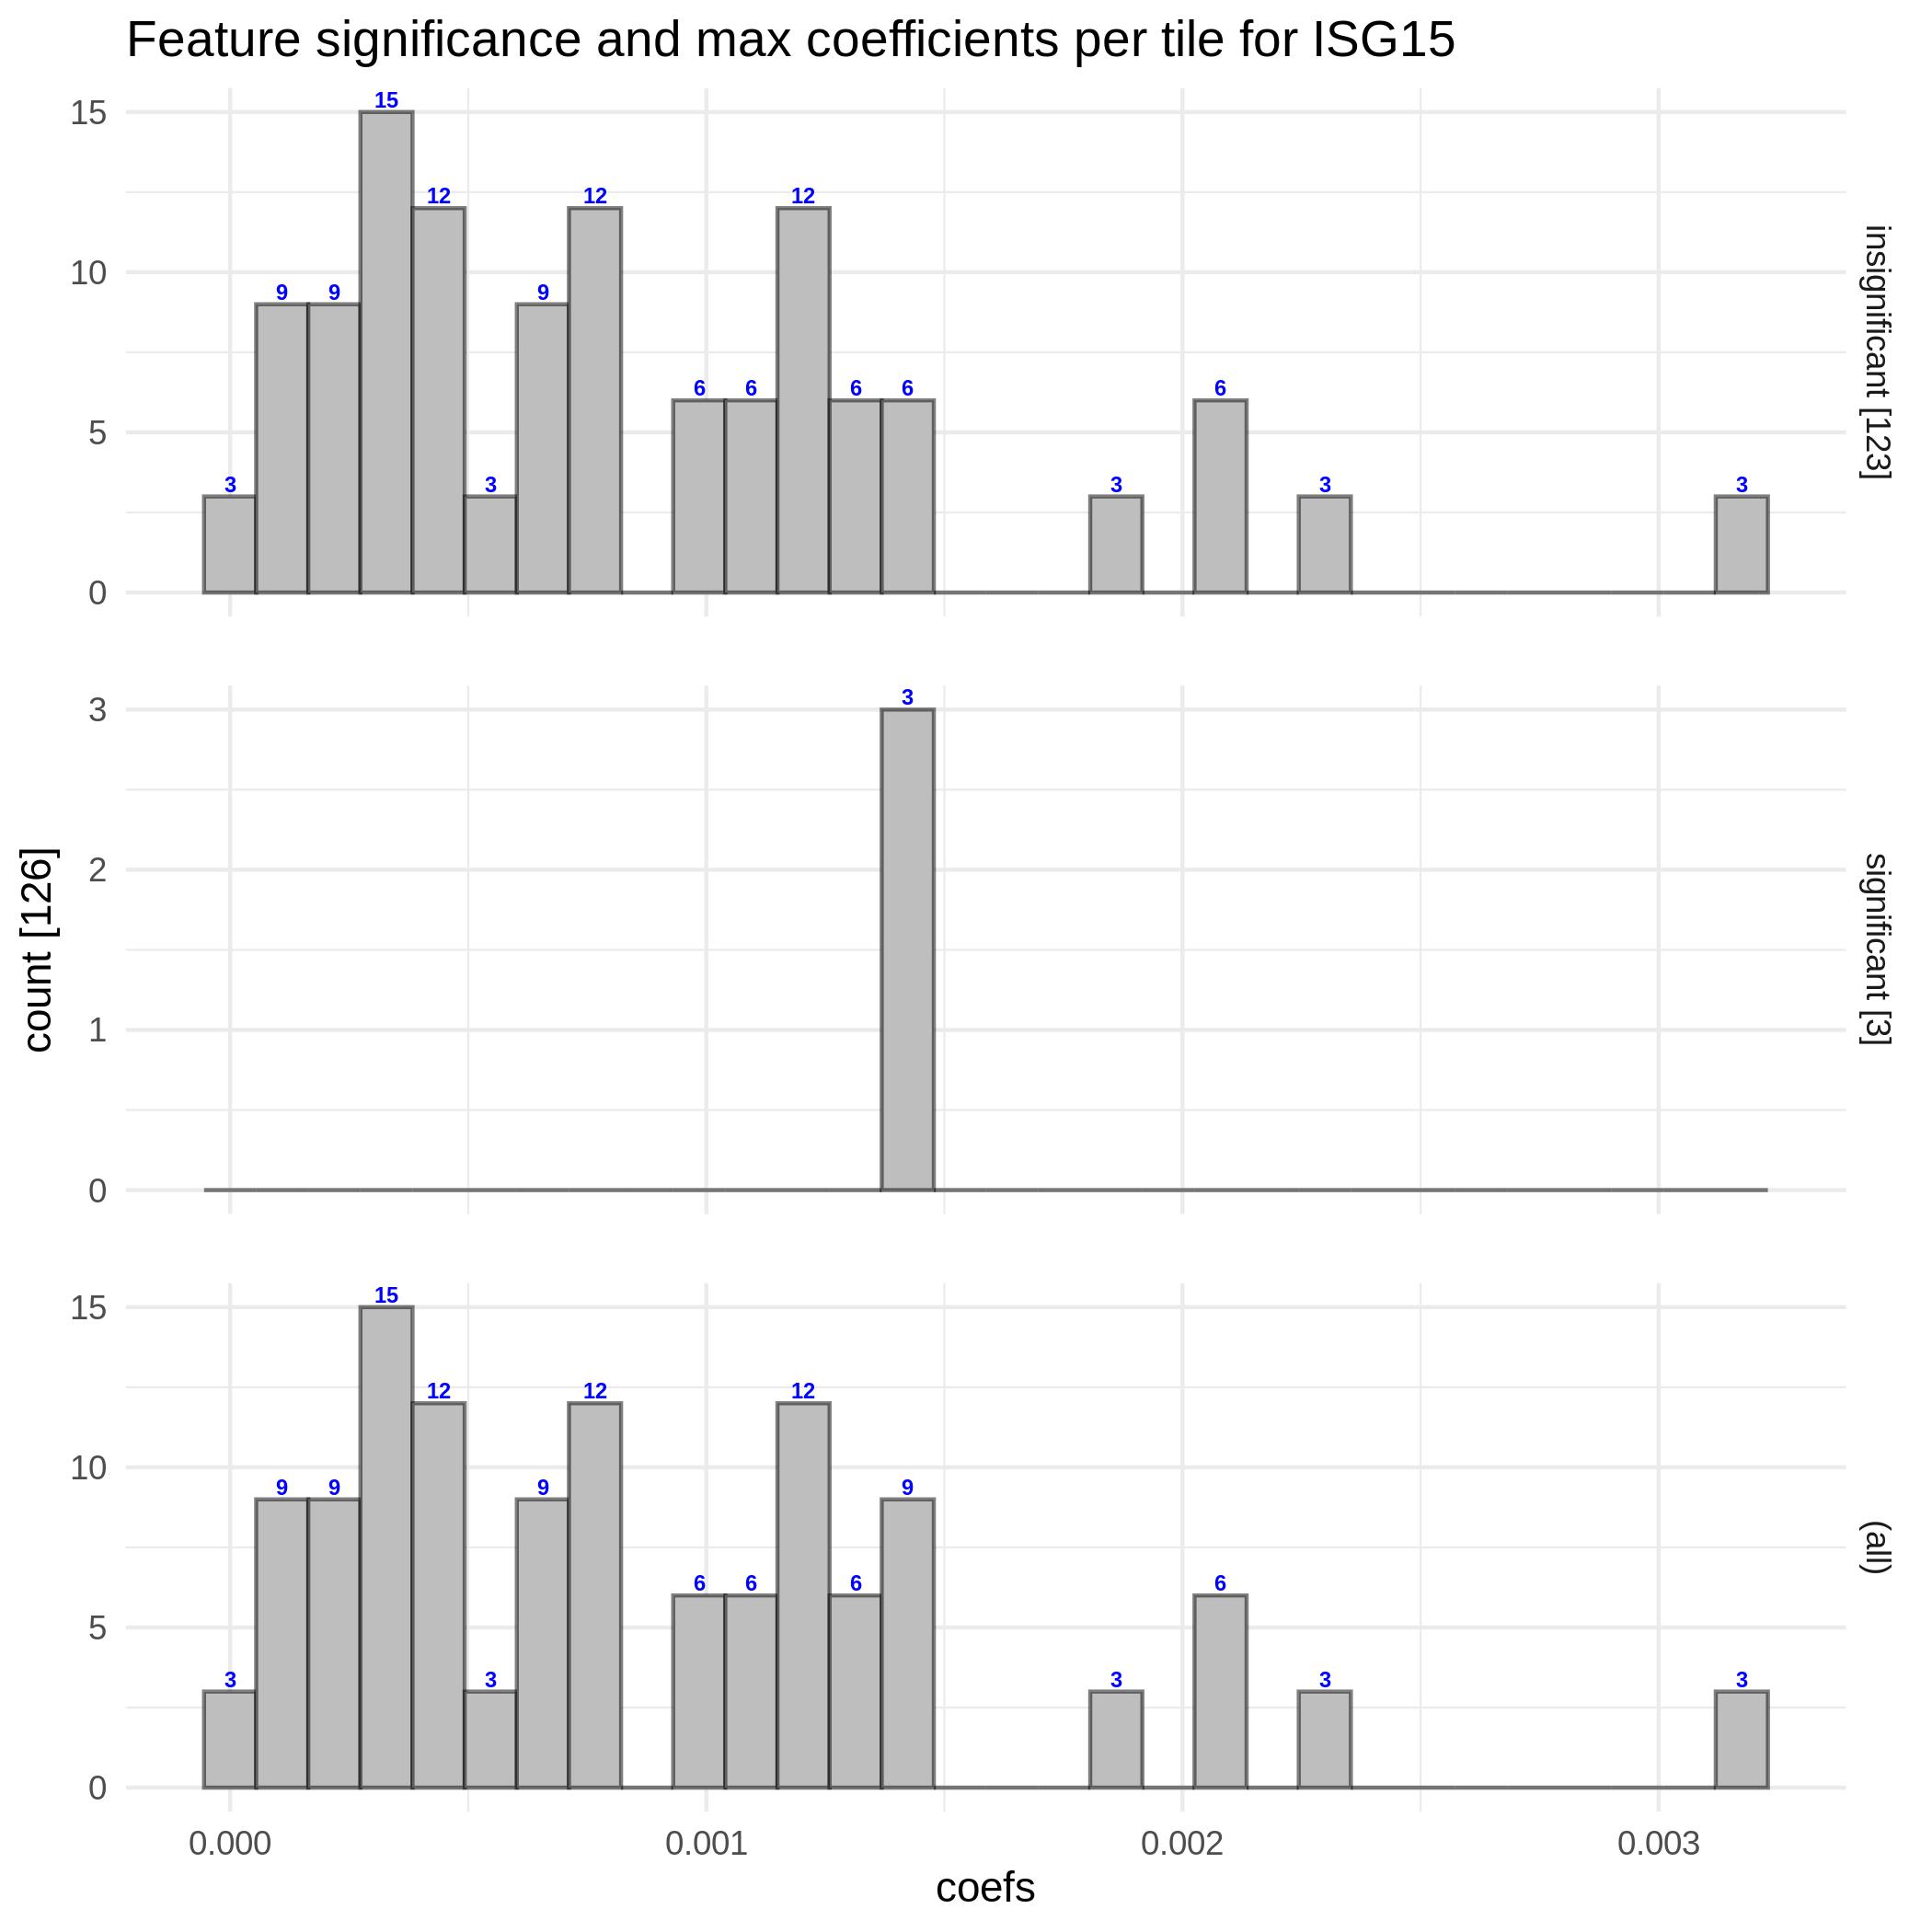 Feature significance and max coefficients per tile for ISG15
count [126]
15
10
5
0
3 9 9 15 12 3 9 12 6 6 12 6 6 3 6 3 3
insignificant [123]
3
2
1
0
3
significant [3]
15
10
5
0
3 9 9 15 12 3 9 12 6 6 12 6 9 3 6 3 3
(all)
0.000 0.001 0.002 0.003
coefs